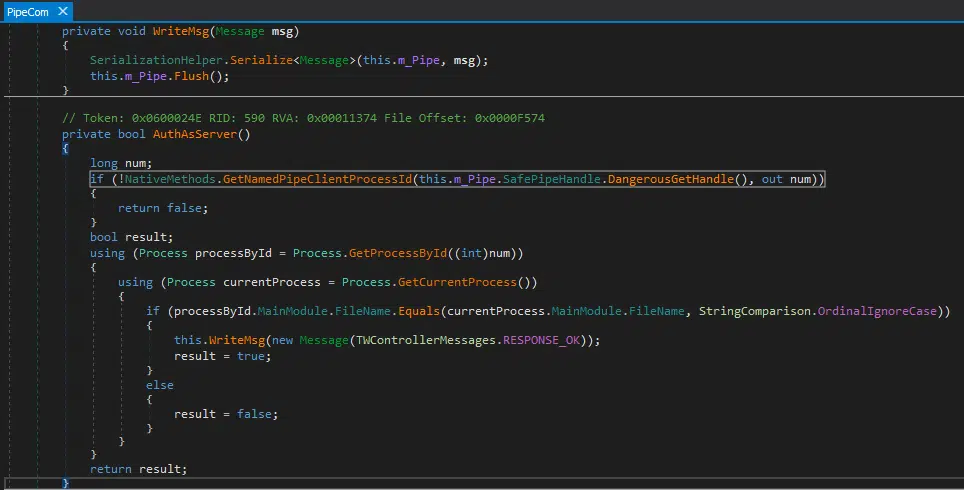 PipeCom X
private void WriteMsg(Message msg)
{
SerializationHelper.Serialize<Message>(this.m_Pipe, msg);
this.m_Pipe.Flush();
}
// Token: 0x0600024E RID: 590 RVA: 0x00011374 File Offset: 0x0000F574
private bool AuthAsServer()
{
long num;
if (!NativeMethods.GetNamedPipeClientProcessId(this.m_Pipe.SafePipeHandle.DangerousGetHandle(), out num))
{
return false;
}
bool result;
using (Process processById = Process.GetProcessById((int)num))
{
using (Process currentProcess = Process.GetCurrentProcess())
{
if (processById.MainModule.FileName.Equals(currentProcess.MainModule.FileName, StringComparison.OrdinalIgnoreCase))
{
this.WriteMsg(new Message(TWControllerMessages.RESPONSE_OK));
result = true;
}
else
{
result = false;
}
}
}
return result;
}